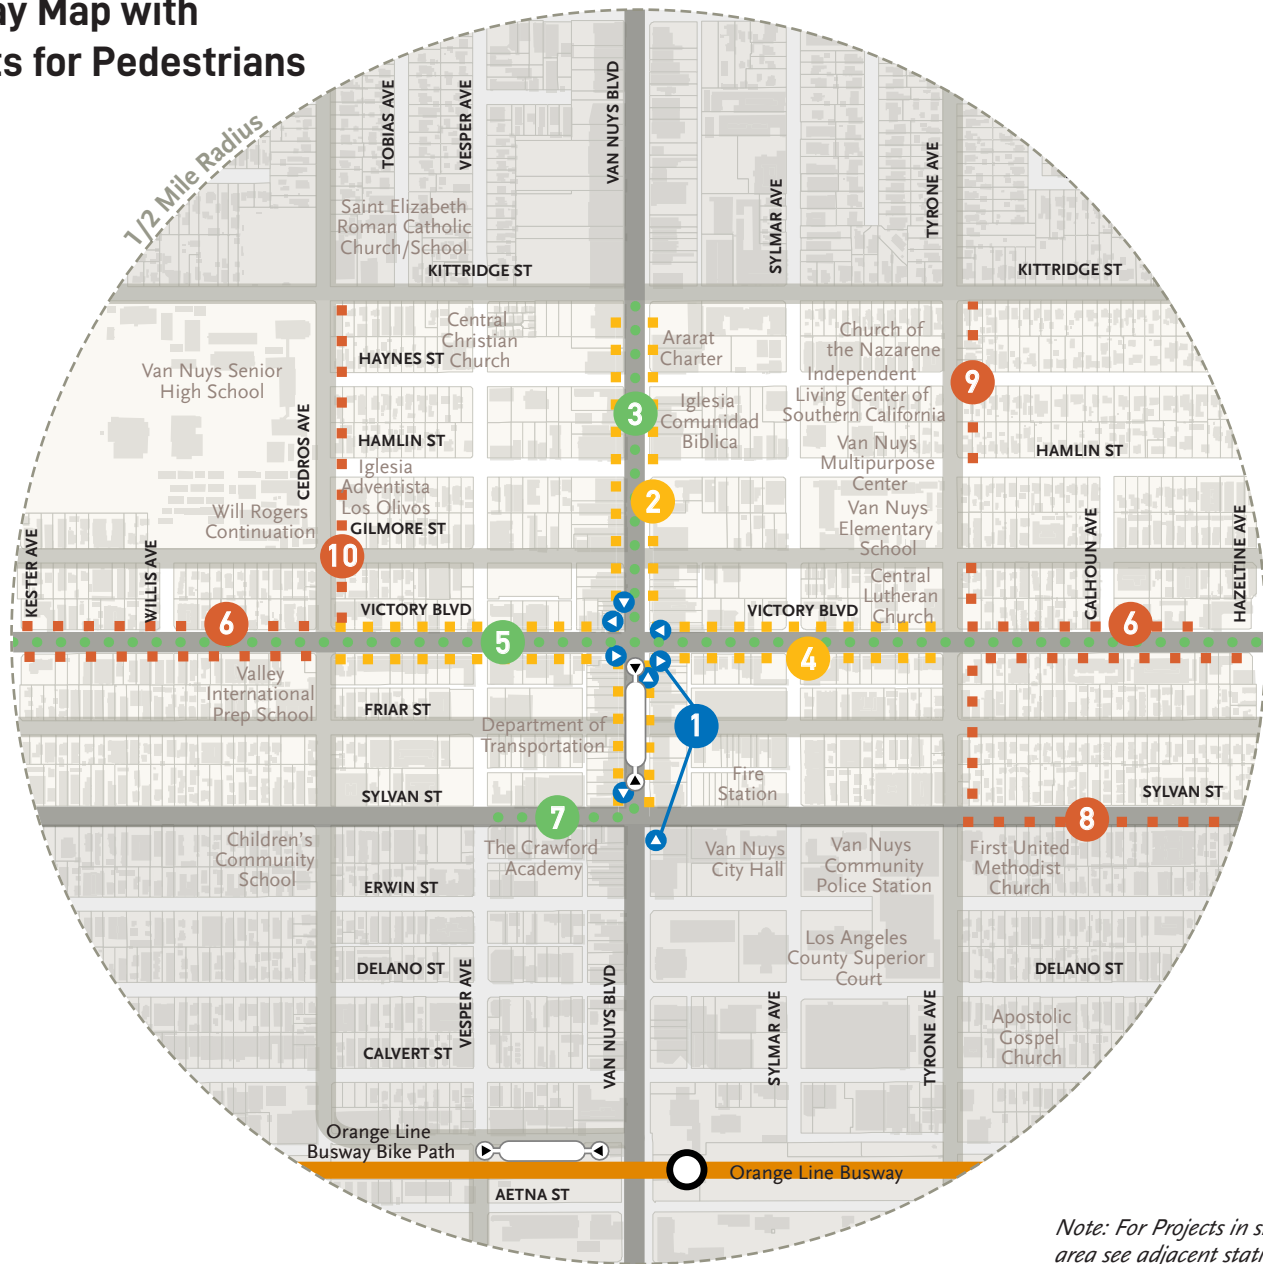 ay Map with
ts for Pedestrians
1/2 Mile Radius
TOBIAS AVE
VESPER AVE
VAN NUYS BLVD
SYLMAR AVE
TYRONE AVE
Saint Elizabeth
Roman Catholic
Church/School
KITTRIDGE ST
KITTRIDGE ST
Central
Christian
Church
HAYNES ST
Ararat
Charter
Church of
the Nazarene
Van Nuys Senior
High School
Independent
Living Center of
Southern California
9
3
Iglesia
Comunidad
Biblica
CEDROS AVE
HAMLIN ST
HAMLIN ST
Van Nuys
Multipurpose
Center
Iglesia
Adventista
Los Olivos
2
Will Rogers
Continuation
GILMORE ST
Van Nuys
Elementary
School
KESTER AVE
WILLIS AVE
10
CALHOUN AVE
HAZELTINE AVE
Central
Lutheran
Church
VICTORY BLVD
VICTORY BLVD
6
6
5
4
Valley
International
Prep School
FRIAR ST
Department of
Transportation
1
Fire
Station
SYLVAN ST
SYLVAN ST
7
8
Children's
Community
School
The Crawford
Academy
Van Nuys
City Hall
Van Nuys
Community
Police Station
First United
Methodist
Church
ERWIN ST
Los Angeles
County Superior
Court
DELANO ST
DELANO ST
VESPER AVE
VAN NUYS BLVD
SYLMAR AVE
TYRONE AVE
Apostolic
Gospel
Church
CALVERT ST
Orange Line
Busway Bike Path
Orange Line Busway
AETNA ST
Note: For Projects in s
area see adjacent stati